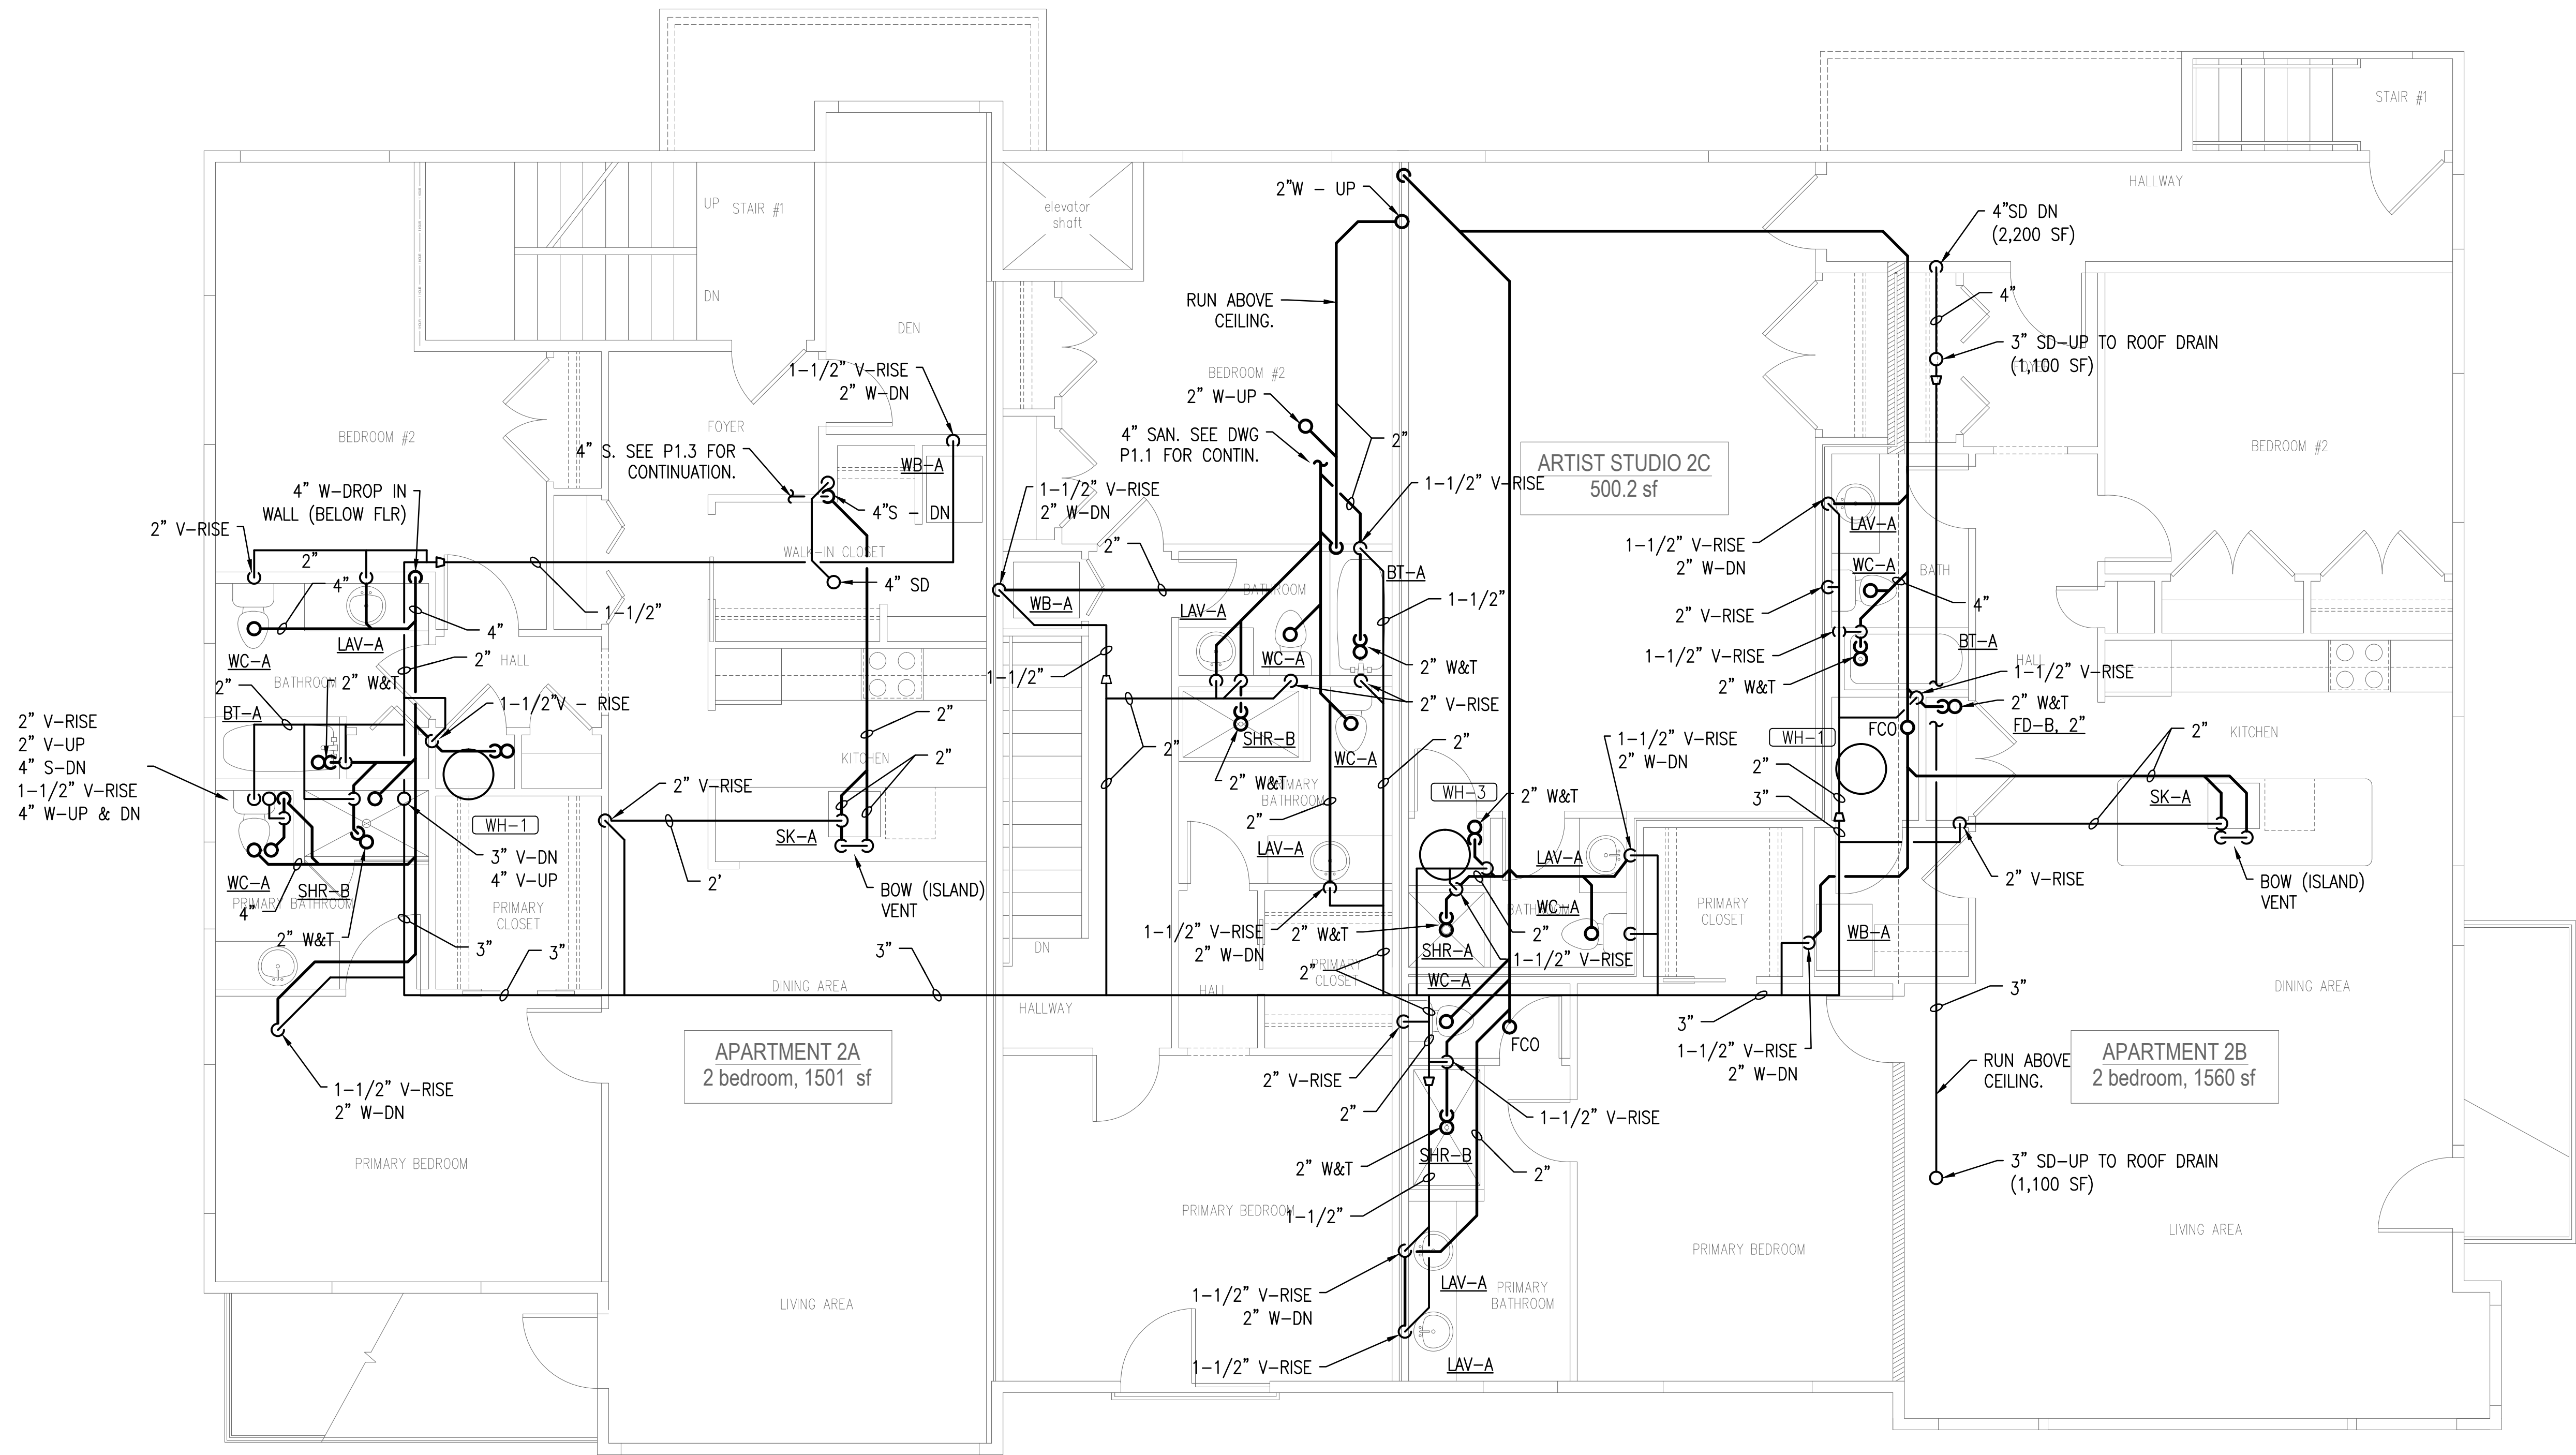 STAIR #1
HALLWAY
2"W - UP
elevator
shaft
UP
STAIR #1
DN
4"SD DN
(2,200 SF)
4"
RUN ABOVE
CEILING.
DEN
3" SD-UP TO ROOF DRAIN
(1,100 SF)
1-1/2" V-RISE
2" W-DN
BEDROOM #2
2" W-UP
BEDROOM #2
FOYER
4" S. SEE P1.3 FOR
CONTINUATION.
WB-A
4" SAN. SEE DWG
P1.1 FOR CONTIN.
2"
ARTIST STUDIO 2C
500.2 sf
BEDROOM #2
4" W-DROP IN
WALL (BELOW FLR)
2" V-RISE
4"S - DN
1-1/2" V-RISE
2" W-DN
1-1/2" V-RISE
LAV-A
1-1/2" V-RISE
2" W-DN
2"
4"
WALK-IN CLOSET
4" SD
2"
BATHROOM
BT-A
WC-A
BATH
1-1/2"
WB-A
LAV-A
1-1/2"
2" V-RISE
4"
4"
LAV-A
WC-A
2"
HALL
1-1/2"
WC-A
2" W&T
1-1/2" V-RISE
BT-A
HALL
BATHROOM
2" W&T
2"
BT-A
1-1/2"V - RISE
2" V-RISE
2" W&T
1-1/2" V-RISE
2" W&T
FD-B, 2"
2" V-RISE
2" V-UP
4" S-DN
1-1/2" V-RISE
4" W-UP & DN
2"
2"
KITCHEN
2"
2"
SHR-B
WC-A
2" W&T
PRIMARY
BATHROOM
2"
1-1/2" V-RISE
2" W-DN
WH-1
FCO
2"
3"
2"
KITCHEN
SK-A
2" V-RISE
WH-3
2" W&T
WH-1
SK-A
2"
LAV-A
LAV-A
3" V-DN
4" V-UP
2'
BOW (ISLAND)
VENT
2" V-RISE
BOW (ISLAND)
VENT
WC-A
PRIMARY BATHROOM
4"
SHR-B
PRIMARY
CLOSET
WC-A
BATHROOM
PRIMARY
CLOSET
WB-A
2" W&T
3"
3"
3"
DN
1-1/2" V-RISE
2" W-DN
2" W&T
SHR-A
2"
1-1/2" V-RISE
2"
PRIMARY
CLOSET
WC-A
HALL
DINING AREA
HALLWAY
DINING AREA
3"
3"
APARTMENT 2A
2 bedroom, 1501 sf
FCO
1-1/2" V-RISE
2" W-DN
RUN ABOVE
CEILING.
APARTMENT 2B
2 bedroom, 1560 sf
1-1/2" V-RISE
2" W-DN
2" V-RISE
2"
1-1/2" V-RISE
PRIMARY BEDROOM
2" W&T
SHR-B
2"
3" SD-UP TO ROOF DRAIN
(1,100 SF)
PRIMARY BEDROOM
1-1/2"
LIVING AREA
PRIMARY BEDROOM
LAV-A
1-1/2" V-RISE
2" W-DN
PRIMARY
BATHROOM
LIVING AREA
1-1/2" V-RISE
LAV-A